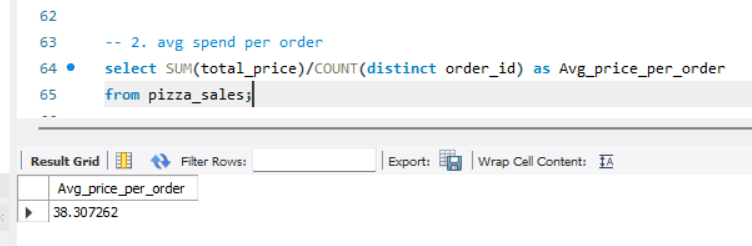 62
63 -- 2. avg spend per order
64 select SUM(total_price)/COUNT(distinct order_id) as Avg_price_per_order
65 from pizza_sales;
Result Grid Filter Rows: Export: Wrap Cell Content:
Avg_price_per_order
38.307262